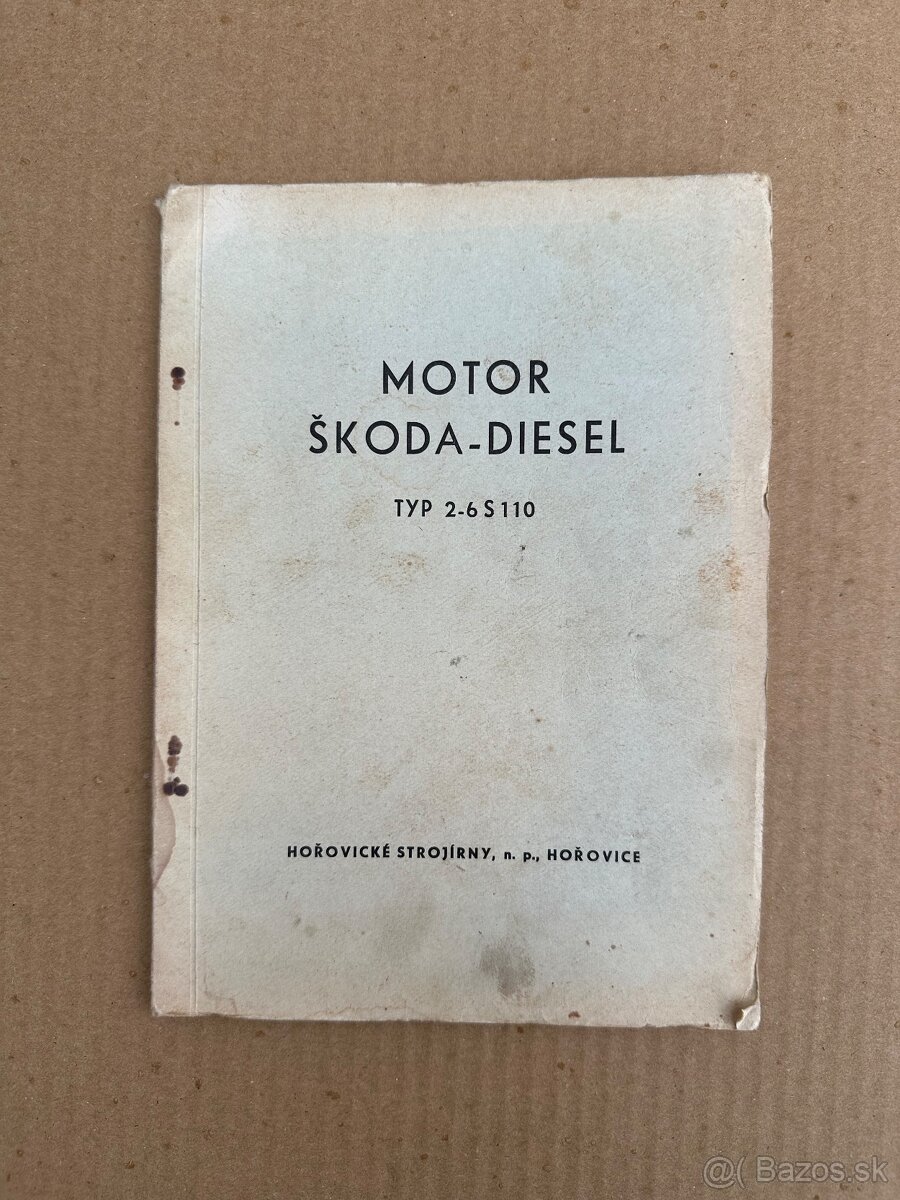 MOTOR
ŠKODA-DIESEL
TYP 2-6 S 110
HOŘOVICKÉ STROJÍRNY, n. p., HOŘOVICE
@( Bazos.sk